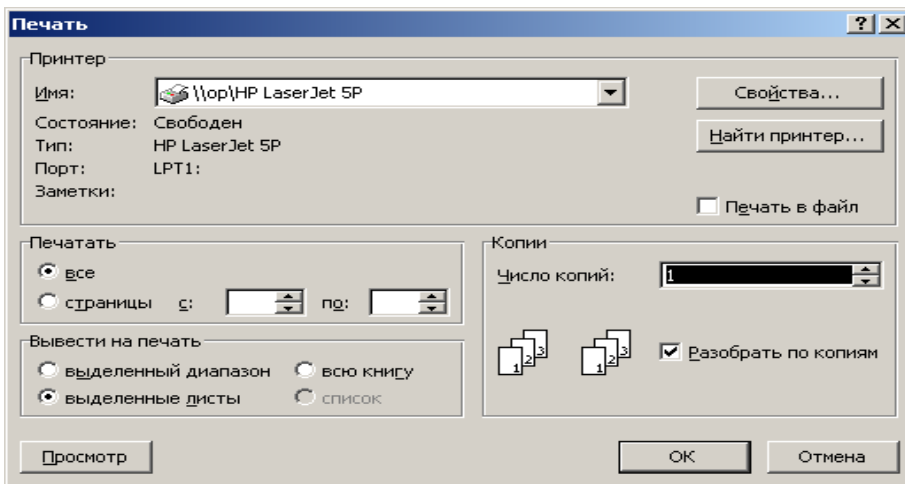 Печать
Принтер
Имя: \\op\HP LaserJet 5P Свойства...
Состояние: Свободен
Тип: HP LaserJet 5P Найти принтер...
Порт: LPT1:
Заметки:
Печать в файл
Печатать
все
страницы с: по:
Копии
Число копий: 1
1 2 3 1 2 3
Разобрать по копиям
Вывести на печать
выделенный диапазон всю книгу
выделенные листы список
Просмотр OK Отмена